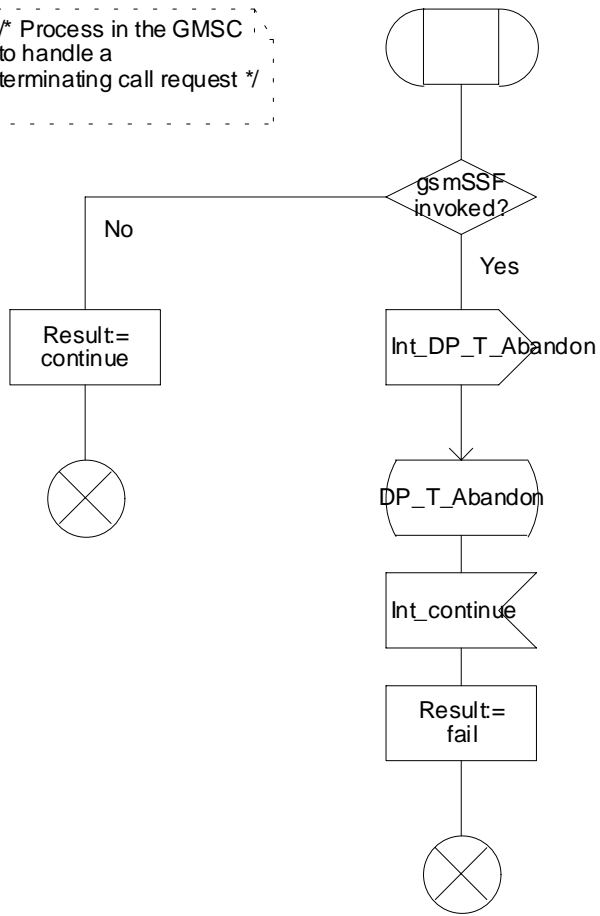 /* Process in the GMSC
to handle a
terminating call request */
gsmSSF
invoked?
No
Yes
Result:=
continue
Int_DP_T_Abandon
DP_T_Abandon
Int_continue
Result:=
fail